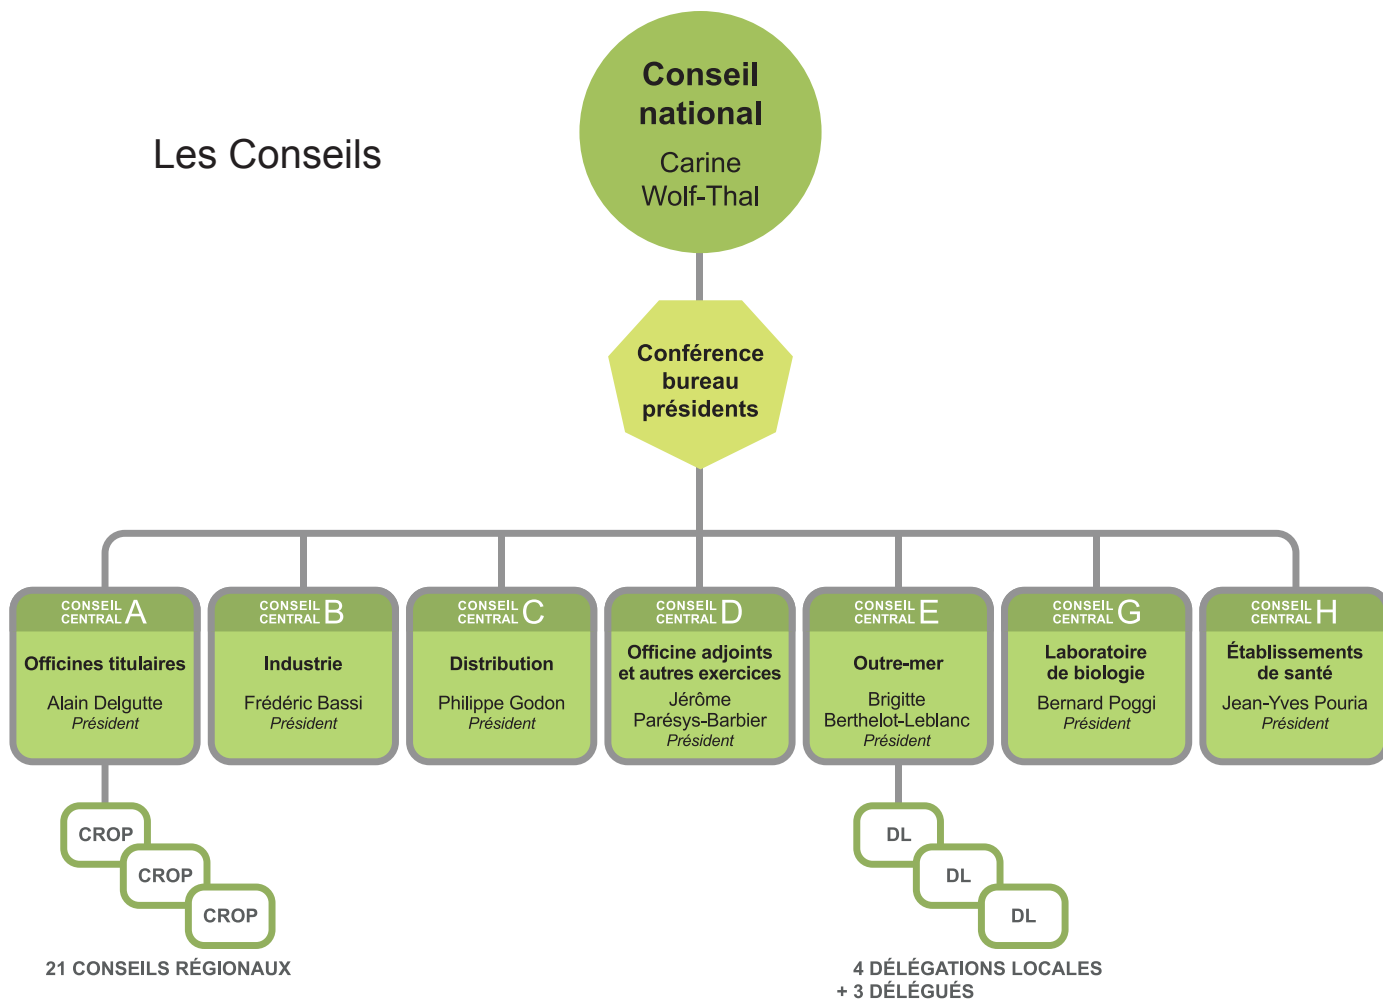 Les Conseils
Conseil
national
Carine
Wolf-Thal
Conférence
bureau
présidents
CONSEIL
CENTRAL A
Officines titulaires
Alain Delgutte
Président
CONSEIL
CENTRAL B
Industrie
Frédéric Bassi
Président
CONSEIL
CENTRAL C
Distribution
Philippe Godon
Président
CONSEIL
CENTRAL D
Officine adjoints
et autres exercices
Jérôme
Parésys-Barbier
Président
CONSEIL
CENTRAL E
Outre-mer
Brigitte
Berthelot-Leblanc
Président
CONSEIL
CENTRAL G
Laboratoire
de biologie
Bernard Poggi
Président
CONSEIL
CENTRAL H
Établissements
de santé
Jean-Yves Pouria
Président
CROP
CROP
CROP
21 CONSEILS RÉGIONAUX
DL
DL
DL
4 DÉLÉGATIONS LOCALES
+ 3 DÉLÉGUÉS